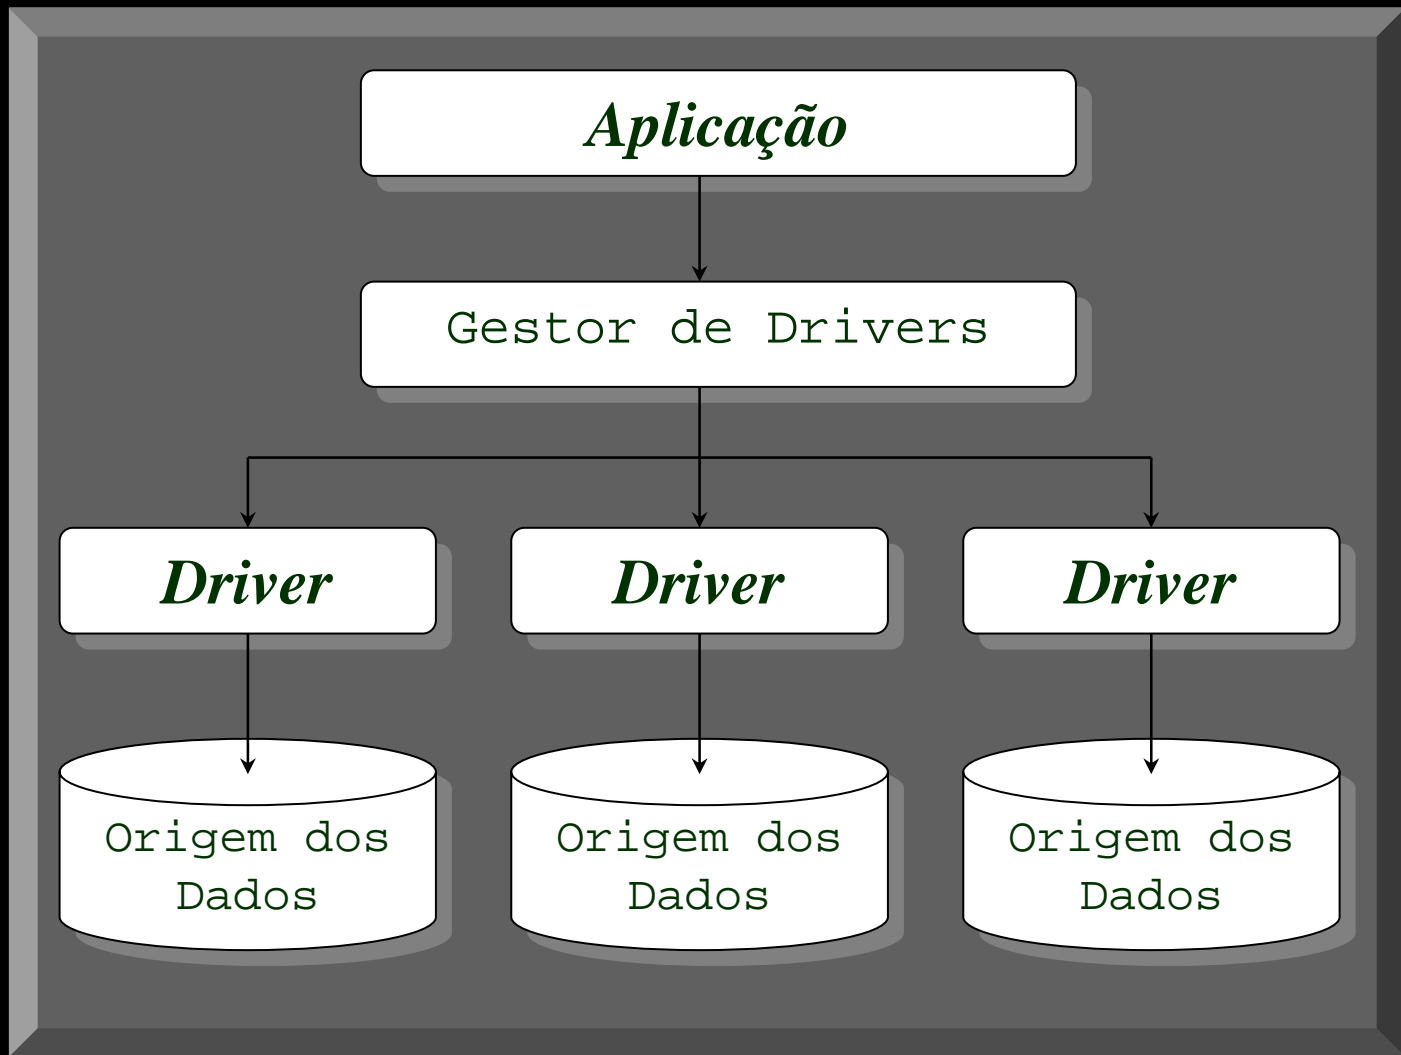 Aplicação
Gestor de Drivers
Driver
Driver
Driver
Origem dos
Dados
Origem dos
Dados
Origem dos
Dados